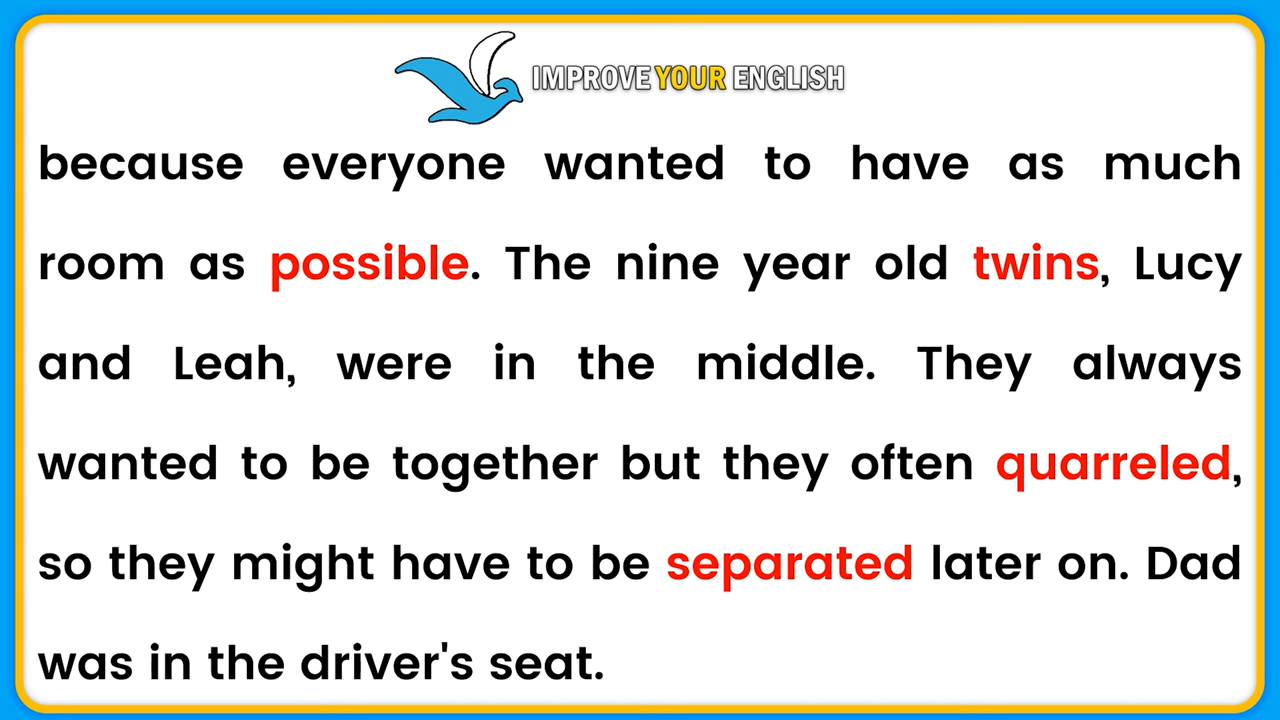 IMPROVE YOUR ENGLISH
because everyone wanted to have as much
room as possible. The nine year old twins, Lucy
and Leah, were in the middle. They always
wanted to be together but they often quarreled,
so they might have to be separated later on. Dad
was in the driver's seat.